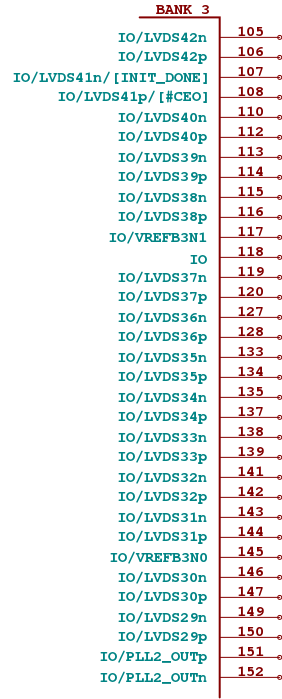 BANK 3
IO/LVDS42n 105
IO/LVDS42p 106
IO/LVDS41n/[INIT_DONE] 107
IO/LVDS41p/[#CEO] 108
IO/LVDS40n 110
IO/LVDS40p 112
IO/LVDS39n 113
IO/LVDS39p 114
IO/LVDS38n 115
IO/LVDS38p 116
IO/VREFB3N1 117
IO 118
IO/LVDS37n 119
IO/LVDS37p 120
IO/LVDS36n 127
IO/LVDS36p 128
IO/LVDS35n 133
IO/LVDS35p 134
IO/LVDS34n 135
IO/LVDS34p 137
IO/LVDS33n 138
IO/LVDS33p 139
IO/LVDS32n 141
IO/LVDS32p 142
IO/LVDS31n 143
IO/LVDS31p 144
IO/VREFB3N0 145
IO/LVDS30n 146
IO/LVDS30p 147
IO/LVDS29n 149
IO/LVDS29p 150
IO/PLL2_OUTp 151
IO/PLL2_OUTn 152